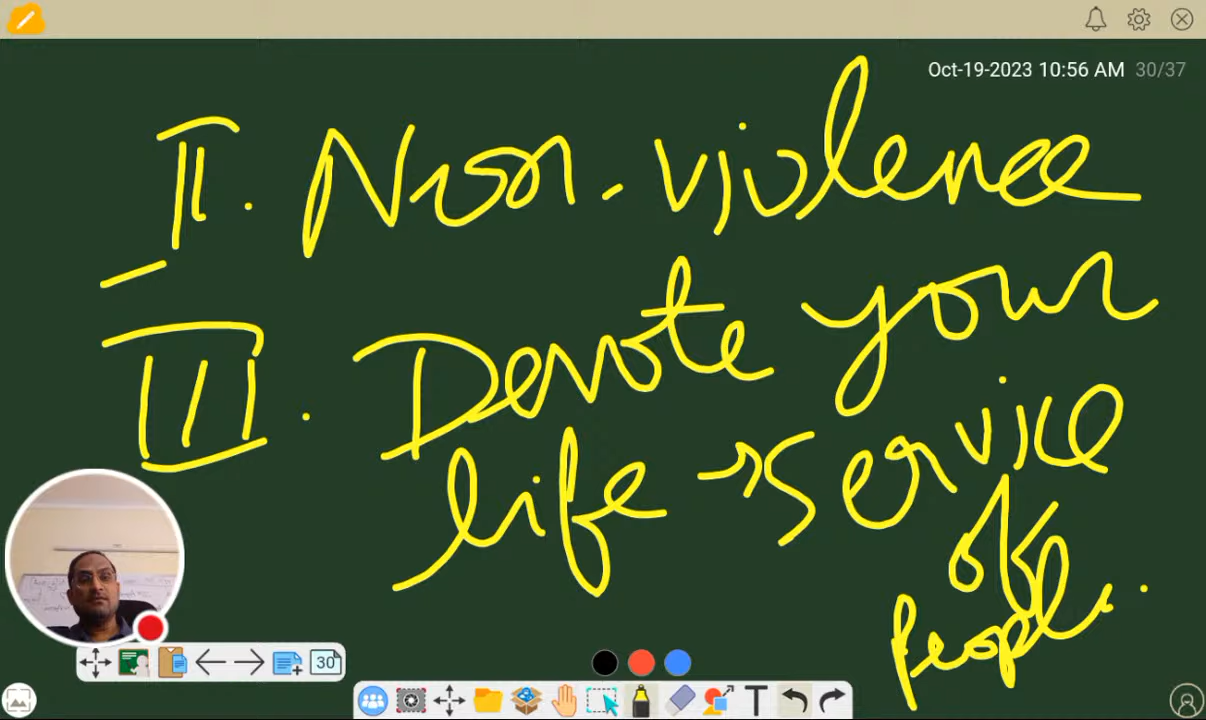 Oct-19-2023 10:56 AM 30/37
II. Non-violence
III. Devote your
life → service
of
people.
30
T